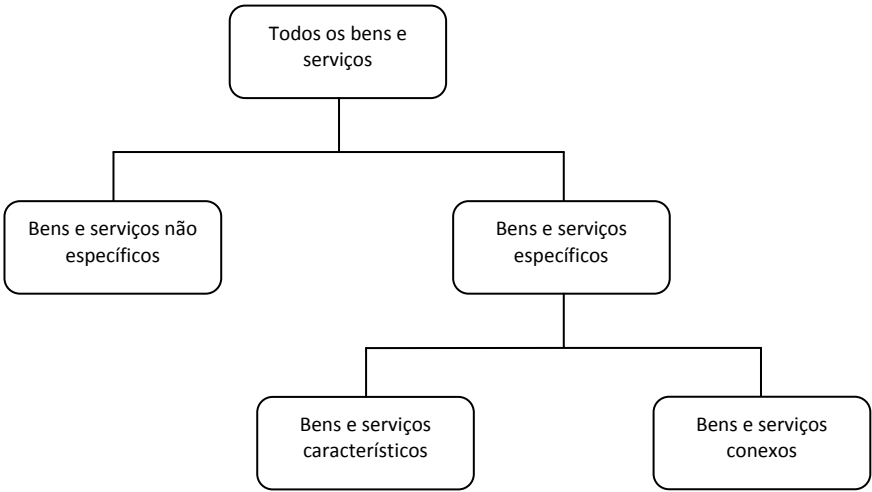 Todos os bens e
serviços
Bens e serviços não
específicos
Bens e serviços
específicos
Bens e serviços
característicos
Bens e serviços
conexos